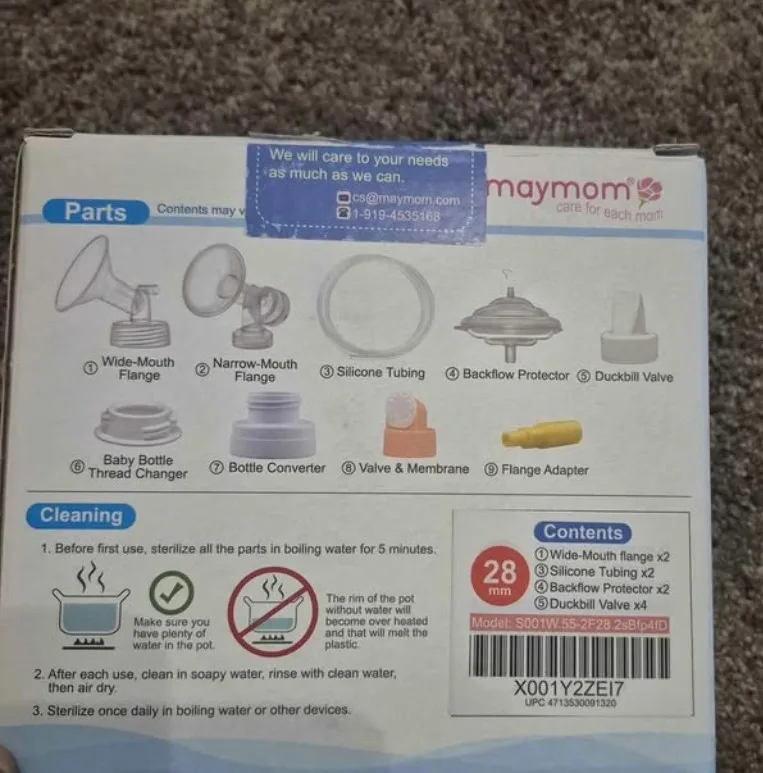 We will care to your needs
as much as we can.
cs@maymom.com
1-919-4535168
maymom®
care for each mom
Parts
Contents may v
① Wide-Mouth
Flange
② Narrow-Mouth
Flange
③ Silicone Tubing
④ Backflow Protector
⑤ Duckbill Valve
⑥ Baby Bottle
Thread Changer
⑦ Bottle Converter
⑧ Valve & Membrane
⑨ Flange Adapter
Cleaning
1. Before first use, sterilize all the parts in boiling water for 5 minutes.
Make sure you
have plenty of
water in the pot.
The rim of the pot
without water will
become over heated
and that will melt the
plastic.
2. After each use, clean in soapy water, rinse with clean water,
then air dry.
3. Sterilize once daily in boiling water or other devices.
Contents
28
mm
①Wide-Mouth flange x2
③Silicone Tubing x2
④Backflow Protector x2
⑤Duckbill Valve x4
Model: S001W.55-2F28.2sBfp4fD
X001Y2ZEI7
UPC 4713530091320